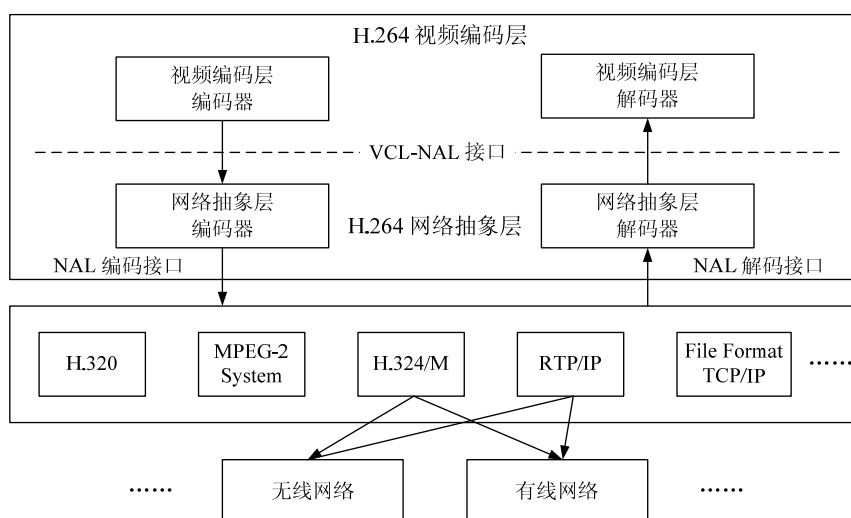 H.264 视频编码层
视频编码层
编码器
视频编码层
解码器
VCL-NAL 接口
网络抽象层
编码器
H.264 网络抽象层
网络抽象层
解码器
NAL 编码接口
NAL 解码接口
H.320
MPEG-2
System
H.324/M
RTP/IP
File Format
TCP/IP
……
……
无线网络
有线网络
……